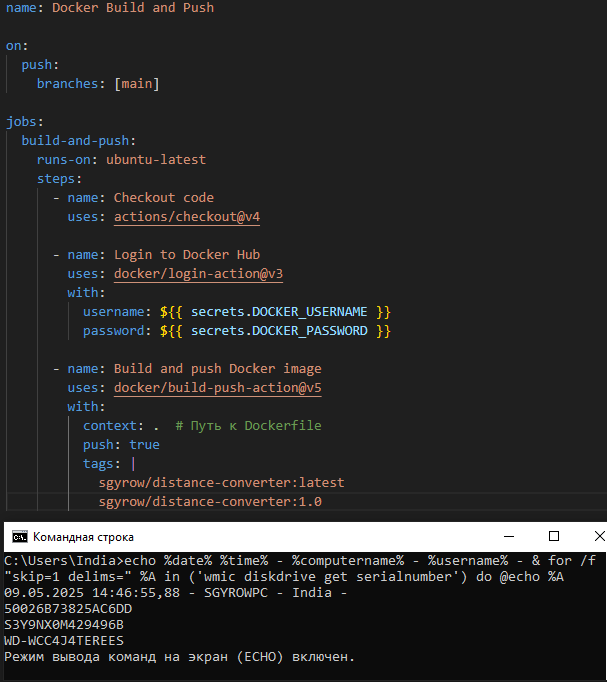 name: Docker Build and Push
on:
push:
branches: [main]
jobs:
build-and-push:
runs-on: ubuntu-latest
steps:
- name: Checkout code
uses: actions/checkout@v4
- name: Login to Docker Hub
uses: docker/login-action@v3
with:
username: ${{ secrets.DOCKER_USERNAME }}
password: ${{ secrets.DOCKER_PASSWORD }}
- name: Build and push Docker image
uses: docker/build-push-action@v5
with:
context: .  # Путь к Dockerfile
push: true
tags: |
sgyrow/distance-converter:latest
sgyrow/distance-converter:1.0
Командная строка
C:\Users\India>echo %date% %time% - %computername% - %username% - & for /f
"skip=1 delims=" %A in ('wmic diskdrive get serialnumber') do @echo %A
09.05.2025 14:46:55,88 - SGYROWPC - India -
50026B73825AC6DD
S3Y9NX0M429496B
WD-WCC4J4TEREES
Режим вывода команд на экран (ECHO) включен.